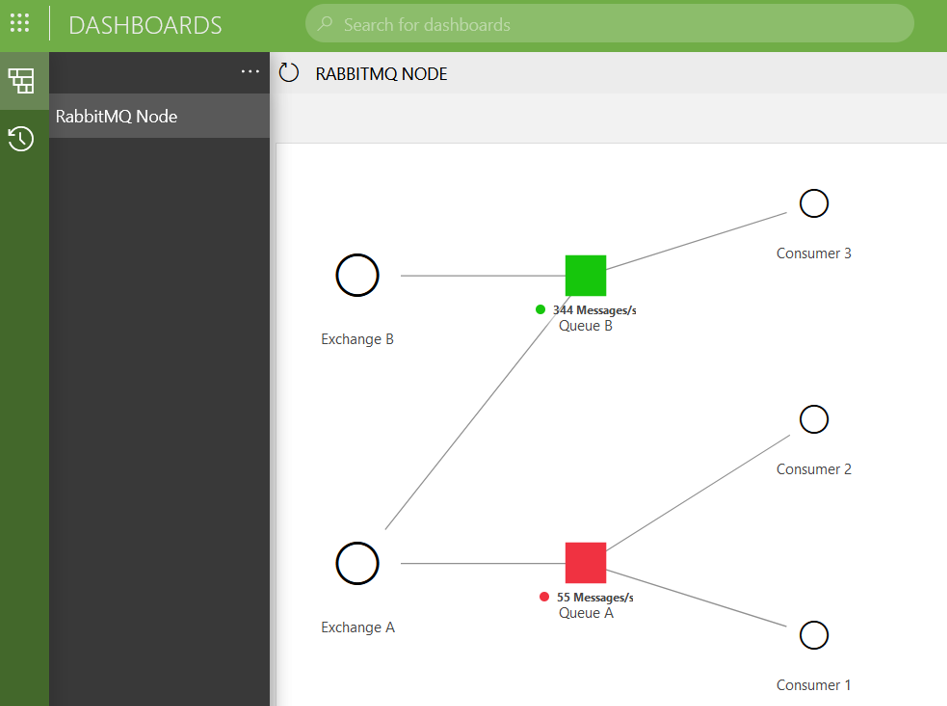 DASHBOARDS
Search for dashboards
RABBITMQ NODE
RabbitMQ Node
Consumer 3
344 Messages/s
Queue B
Exchange B
Consumer 2
55 Messages/s
Queue A
Exchange A
Consumer 1